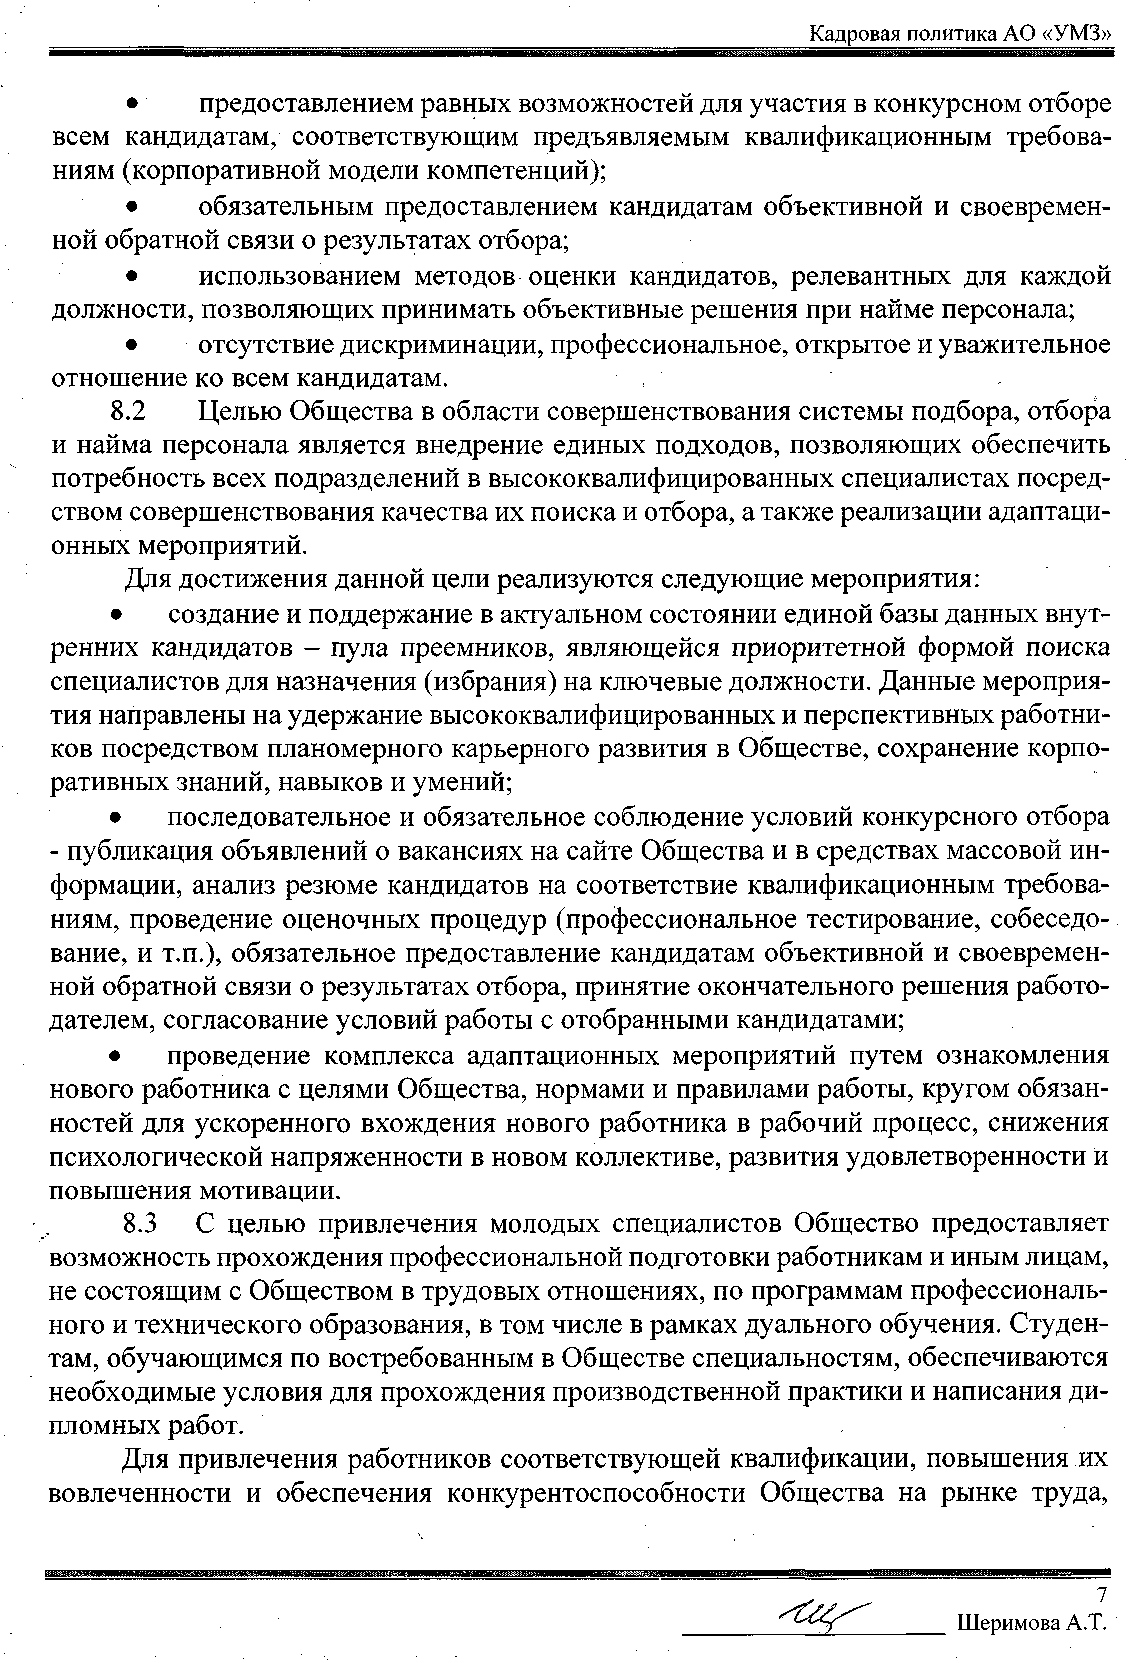 Кадровая политика АО «УМЗ»
• предоставлением равных возможностей для участия в конкурсном отборе
всем кандидатам, соответствующим предъявляемым квалификационным требова-
ниям (корпоративной модели компетенций);
• обязательным предоставлением кандидатам объективной и своевремен-
ной обратной связи о результатах отбора;
• использованием методов оценки кандидатов, релевантных для каждой
должности, позволяющих принимать объективные решения при найме персонала;
• отсутствие дискриминации, профессиональное, открытое и уважительное
отношение ко всем кандидатам.
8.2 Целью Общества в области совершенствования системы подбора, отбора
и найма персонала является внедрение единых подходов, позволяющих обеспечить
потребность всех подразделений в высококвалифицированных специалистах посред-
ством совершенствования качества их поиска и отбора, а также реализации адаптаци-
онных мероприятий.
Для достижения данной цели реализуются следующие мероприятия:
• создание и поддержание в актуальном состоянии единой базы данных внут-
ренних кандидатов – пула преемников, являющейся приоритетной формой поиска
специалистов для назначения (избрания) на ключевые должности. Данные мероприя-
тия направлены на удержание высококвалифицированных и перспективных работни-
ков посредством планомерного карьерного развития в Обществе, сохранение корпо-
ративных знаний, навыков и умений;
• последовательное и обязательное соблюдение условий конкурсного отбора
- публикация объявлений о вакансиях на сайте Общества и в средствах массовой ин-
формации, анализ резюме кандидатов на соответствие квалификационным требова-
ниям, проведение оценочных процедур (профессиональное тестирование, собеседо-
вание, и т.п.), обязательное предоставление кандидатам объективной и своевремен-
ной обратной связи о результатах отбора, принятие окончательного решения работо-
дателем, согласование условий работы с отобранными кандидатами;
• проведение комплекса адаптационных мероприятий путем ознакомления
нового работника с целями Общества, нормами и правилами работы, кругом обязан-
ностей для ускоренного вхождения нового работника в рабочий процесс, снижения
психологической напряженности в новом коллективе, развития удовлетворенности и
повышения мотивации.
8.3 С целью привлечения молодых специалистов Общество предоставляет
возможность прохождения профессиональной подготовки работникам и иным лицам,
не состоящим с Обществом в трудовых отношениях, по программам профессиональ-
ного и технического образования, в том числе в рамках дуального обучения. Студен-
там, обучающимся по востребованным в Обществе специальностям, обеспечиваются
необходимые условия для прохождения производственной практики и написания ди-
пломных работ.
Для привлечения работников соответствующей квалификации, повышения их
вовлеченности и обеспечения конкурентоспособности Общества на рынке труда,
7
Шеримова А.Т.